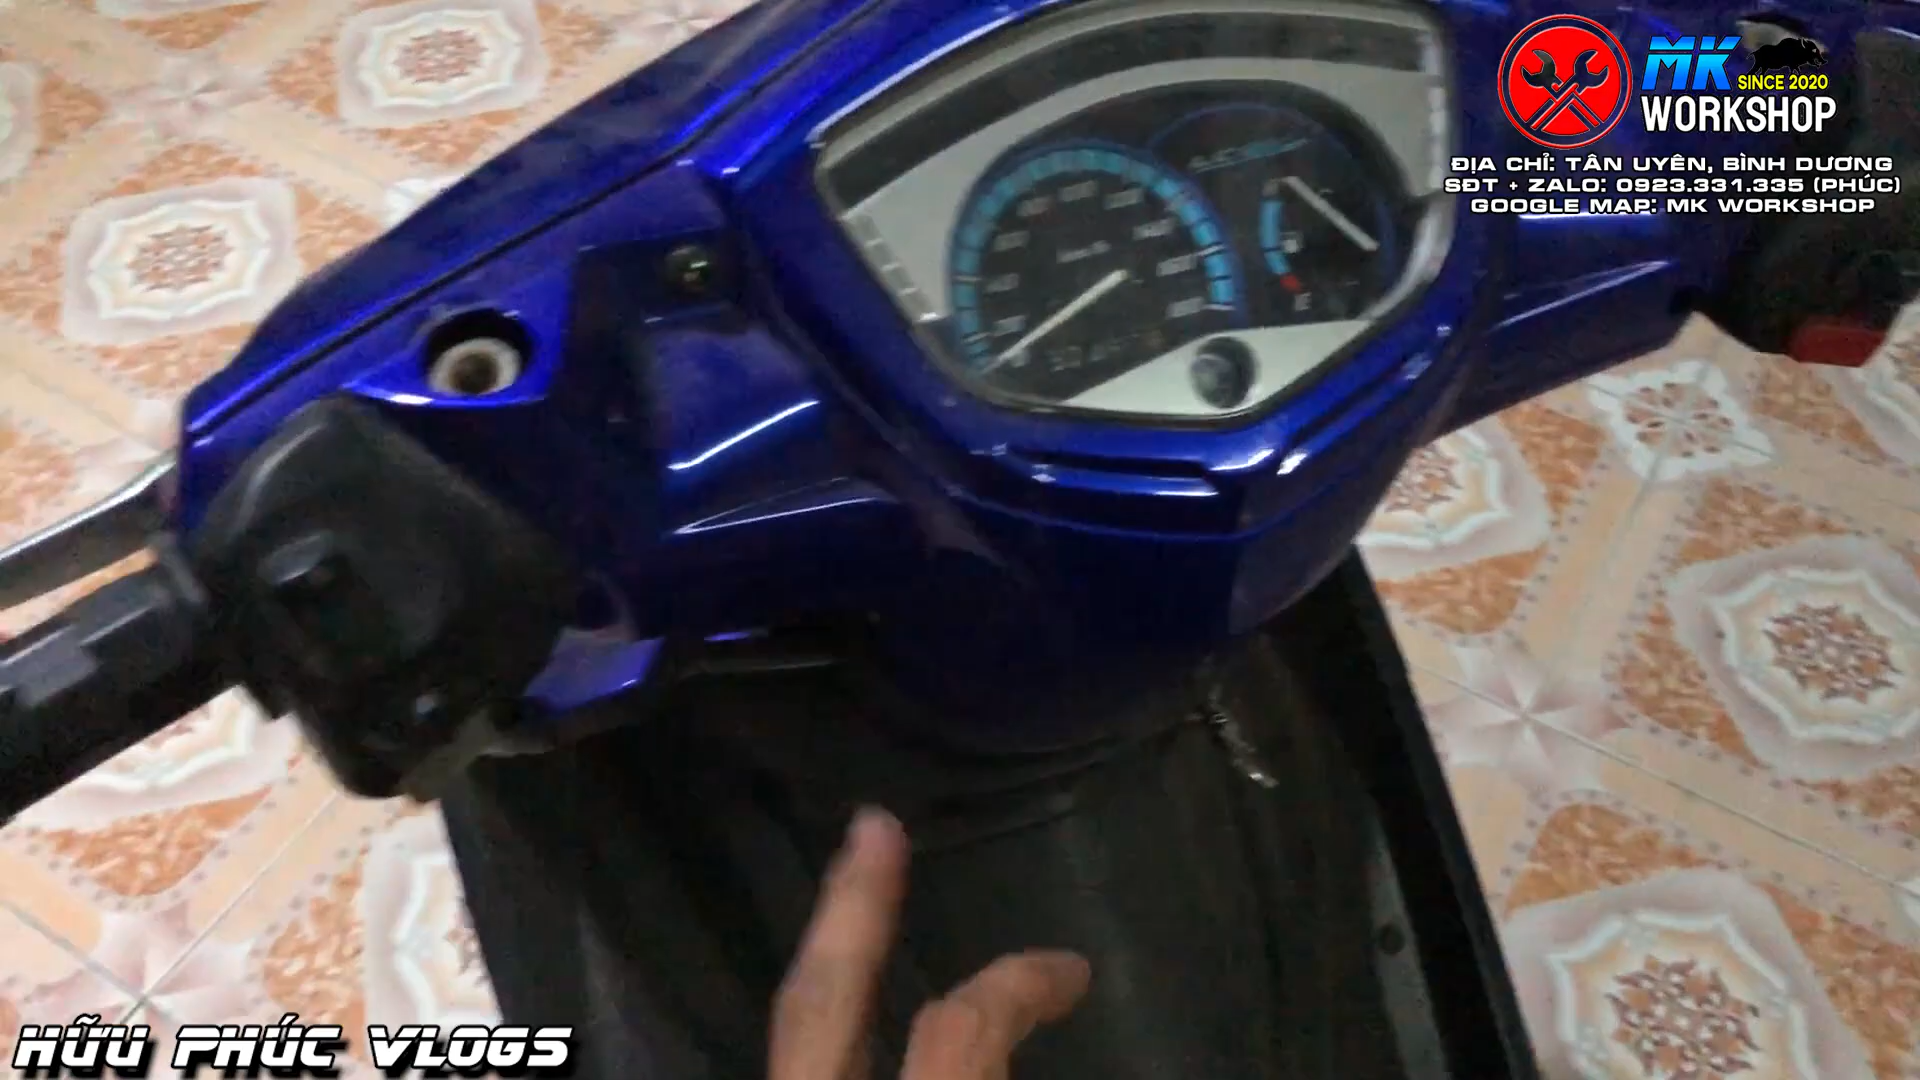 MK
SINCE 2020
WORKSHOP
ĐỊA CHỈ: TÂN UYÊN, BÌNH DƯƠNG
SĐT + ZALO: 0923.331.335 (PHÚC)
GOOGLE MAP: MK WORKSHOP
E
HỮU PHÚC VLOGS